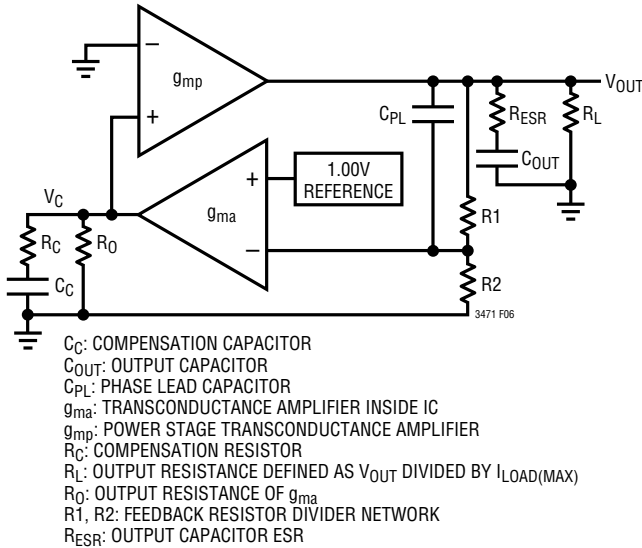 −
g_mp
+
V_OUT
C_PL
R_ESR
R_L
C_OUT
1.00V
REFERENCE
+
g_ma
−
V_C
R_C
R_O
C_C
R1
R2
3471 F06
C_C: COMPENSATION CAPACITOR
C_OUT: OUTPUT CAPACITOR
C_PL: PHASE LEAD CAPACITOR
g_ma: TRANSCONDUCTANCE AMPLIFIER INSIDE IC
g_mp: POWER STAGE TRANSCONDUCTANCE AMPLIFIER
R_C: COMPENSATION RESISTOR
R_L: OUTPUT RESISTANCE DEFINED AS V_OUT DIVIDED BY I_LOAD(MAX)
R_O: OUTPUT RESISTANCE OF g_ma
R1, R2: FEEDBACK RESISTOR DIVIDER NETWORK
R_ESR: OUTPUT CAPACITOR ESR